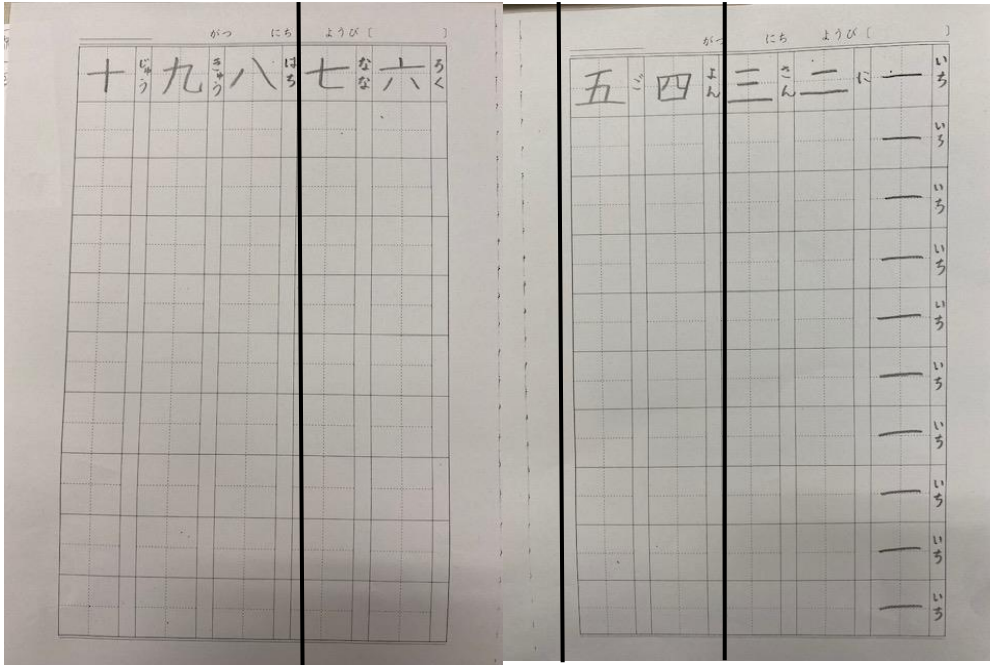 がつ にち ようび [ ]
いち いち いち いち いち いち いち いち いち いち
一 一 一 一 一 一 一 一 一 一
に
二
さん
三
よん
四
ご
五
がつ にち ようび [ ]
ろく
六
なな
七
はち
八
きゅう
九
じゅう
十